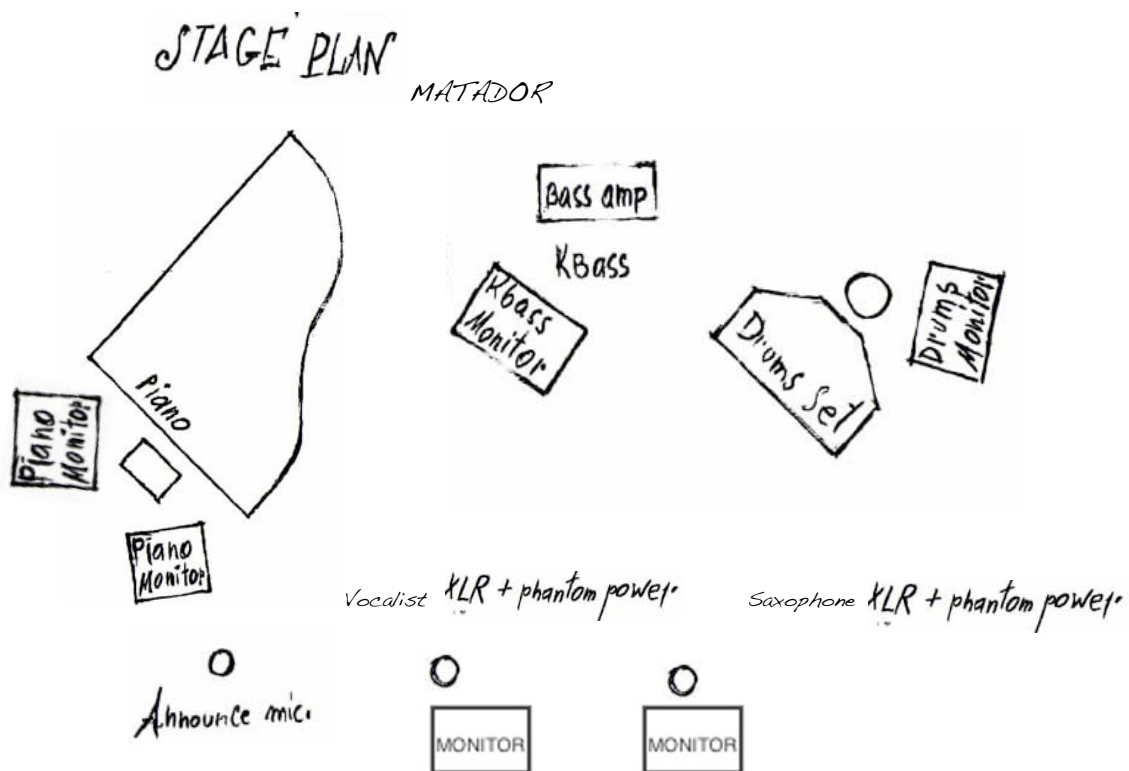 STAGE PLAN
MATADOR
Bass amp
KBass
Kbass
Monitor
Drums
Monitor
Drums set
Piano
Piano
Monitor
Piano
Monitor
Vocalist XLR + phantom power.
Saxophone XLR + phantom power.
Announce mic.
MONITOR
MONITOR